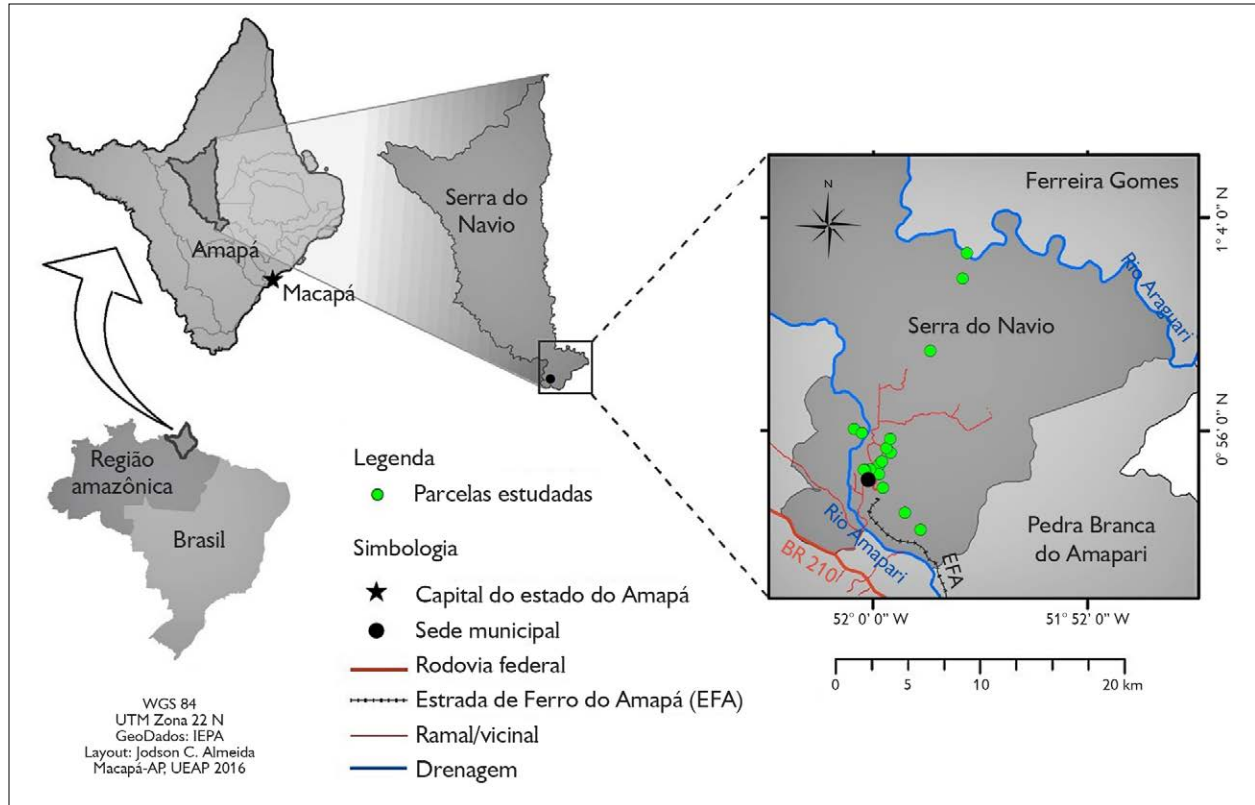 Amapá
Macapá
Serra do
Navio
Região
amazônica
Brasil
WGS 84
UTM Zona 22 N
GeoDados: IEPA
Layout: Jodson C. Almeida
Macapá-AP, UEAP 2016
Legenda
Parcelas estudadas
Simbologia
Capital do estado do Amapá
Sede municipal
Rodovia federal
Estrada de Ferro do Amapá (EFA)
Ramal/vicinal
Drenagem
N
Ferreira Gomes
Rio Araguari
Serra do Navio
Rio Amapari
BR 210
EFA
Pedra Branca
do Amapari
1° 4' 0" N
0° 56' 0" N
52° 0' 0" W
51° 52' 0" W
0 5 10 20 km